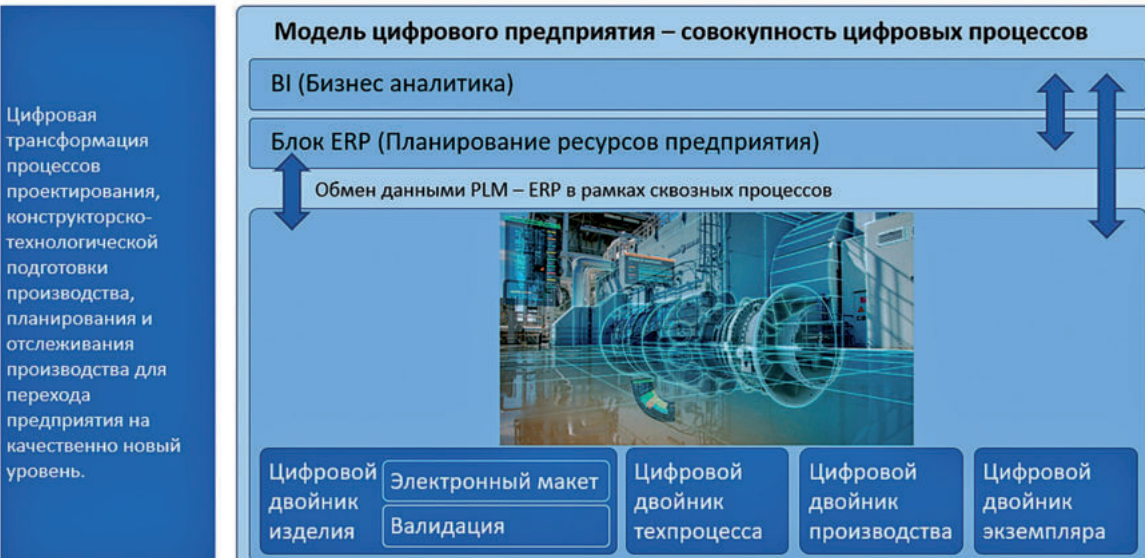 Цифровая
трансформация
процессов
проектирования,
конструкторско-
технологической
подготовки
производства,
планирования и
отслеживания
производства для
перехода
предприятия на
качественно новый
уровень.
Модель цифрового предприятия – совокупность цифровых процессов
BI (Бизнес аналитика)
Блок ERP (Планирование ресурсов предприятия)
Обмен данными PLM – ERP в рамках сквозных процессов
Цифровой
двойник
изделия
Электронный макет
Валидация
Цифровой
двойник
техпроцесса
Цифровой
двойник
производства
Цифровой
двойник
экземпляра